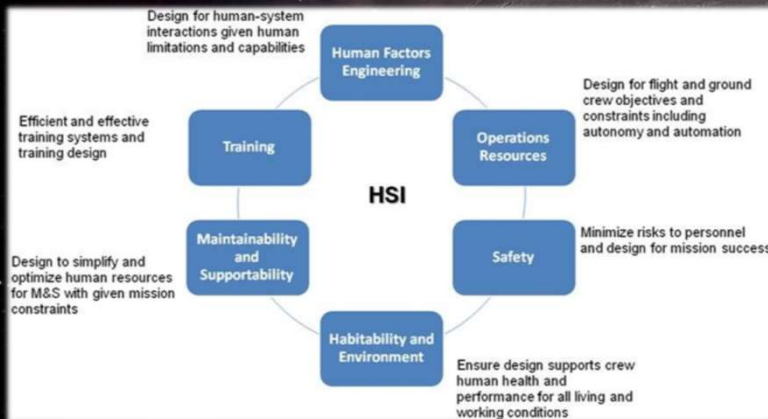 Design for human-system
interactions given human
limitations and capabilities
Human Factors
Engineering
Design for flight and ground
crew objectives and
constraints including
autonomy and automation
Operations
Resources
Minimize risks to personnel
and design for mission success
Safety
Ensure design supports crew
human health and
performance for all living and
working conditions
Habitability and
Environment
Design to simplify and
optimize human resources
for M&S with given mission
constraints
Maintainability
and
Supportability
Efficient and effective
training systems and
training design
Training
HSI